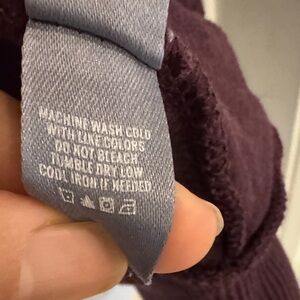 MACHINE WASH COLD
WITH LIKE COLORS
DO NOT BLEACH
TUMBLE DRY LOW
COOL IRON IF NEEDED